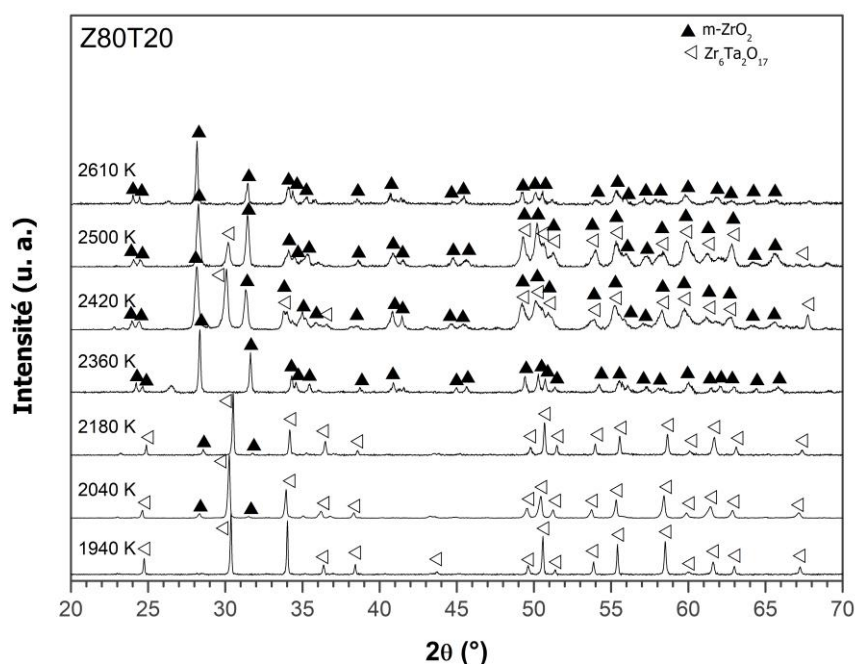 Z80T20
▲ m-ZrO₂
◁ Zr₆Ta₂O₁₇
Intensité (u. a.)
2610 K
2500 K
2420 K
2360 K
2180 K
2040 K
1940 K
20 25 30 35 40 45 50 55 60 65 70
2θ (°)